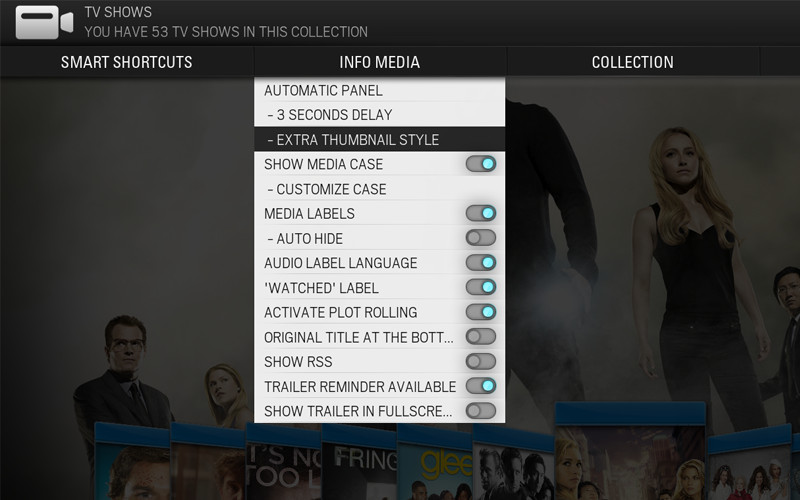 TV SHOWS
YOU HAVE 53 TV SHOWS IN THIS COLLECTION
SMART SHORTCUTS
INFO MEDIA
COLLECTION
AUTOMATIC PANEL
- 3 SECONDS DELAY
- EXTRA THUMBNAIL STYLE
SHOW MEDIA CASE
- CUSTOMIZE CASE
MEDIA LABELS
- AUTO HIDE
AUDIO LABEL LANGUAGE
'WATCHED' LABEL
ACTIVATE PLOT ROLLING
ORIGINAL TITLE AT THE BOTT...
SHOW RSS
TRAILER REMINDER AVAILABLE
SHOW TRAILER IN FULLSCRE...
T'S NO
TOO L
FRING
glee